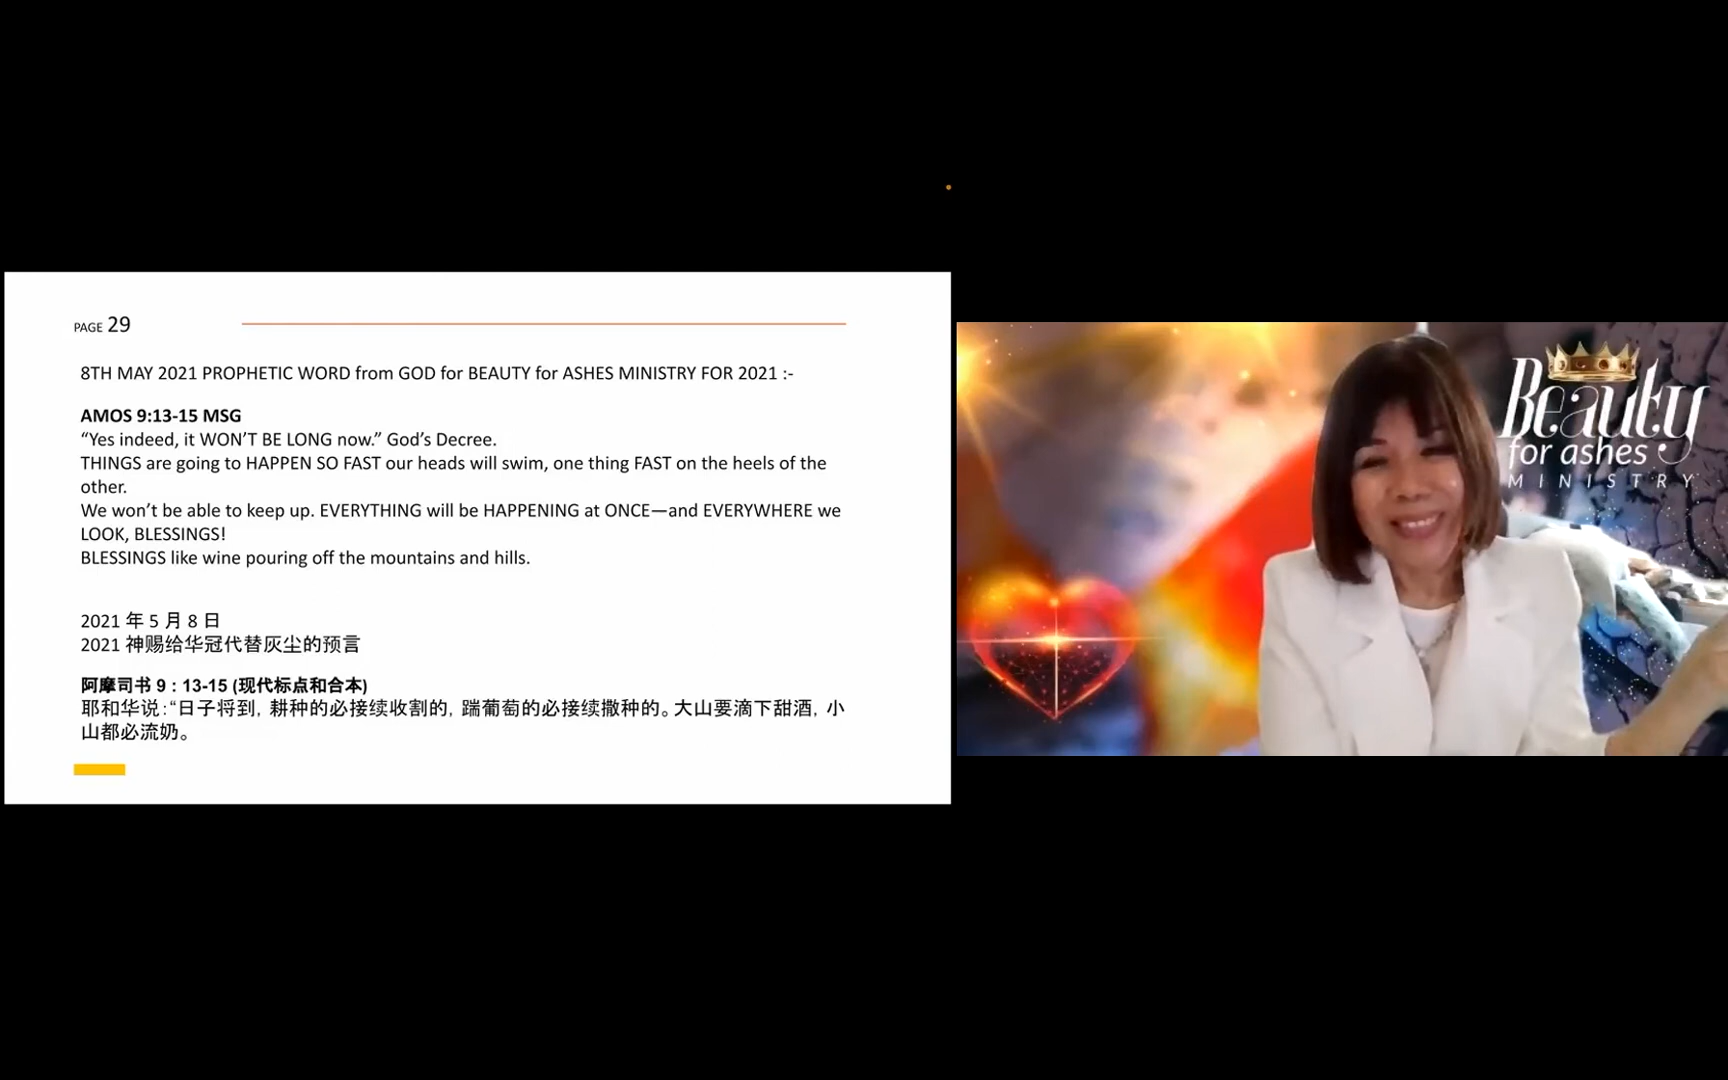 PAGE 29
8TH MAY 2021 PROPHETIC WORD from GOD for BEAUTY for ASHES MINISTRY FOR 2021 :-
AMOS 9:13-15 MSG
“Yes indeed, it WON’T BE LONG now.” God’s Decree.
THINGS are going to HAPPEN SO FAST our heads will swim, one thing FAST on the heels of the
other.
We won’t be able to keep up. EVERYTHING will be HAPPENING at ONCE—and EVERYWHERE we
LOOK, BLESSINGS!
BLESSINGS like wine pouring off the mountains and hills.
2021 年 5 月 8 日
2021 神赐给华冠代替灰尘的预言
阿摩司书 9 : 13-15 (现代标点和合本)
耶和华说：“日子将到，耕种的必接续收割的，踹葡萄的必接续撒种的。大山要滴下甜酒，小
山都必流奶。
Beauty
for ashes
MINISTRY